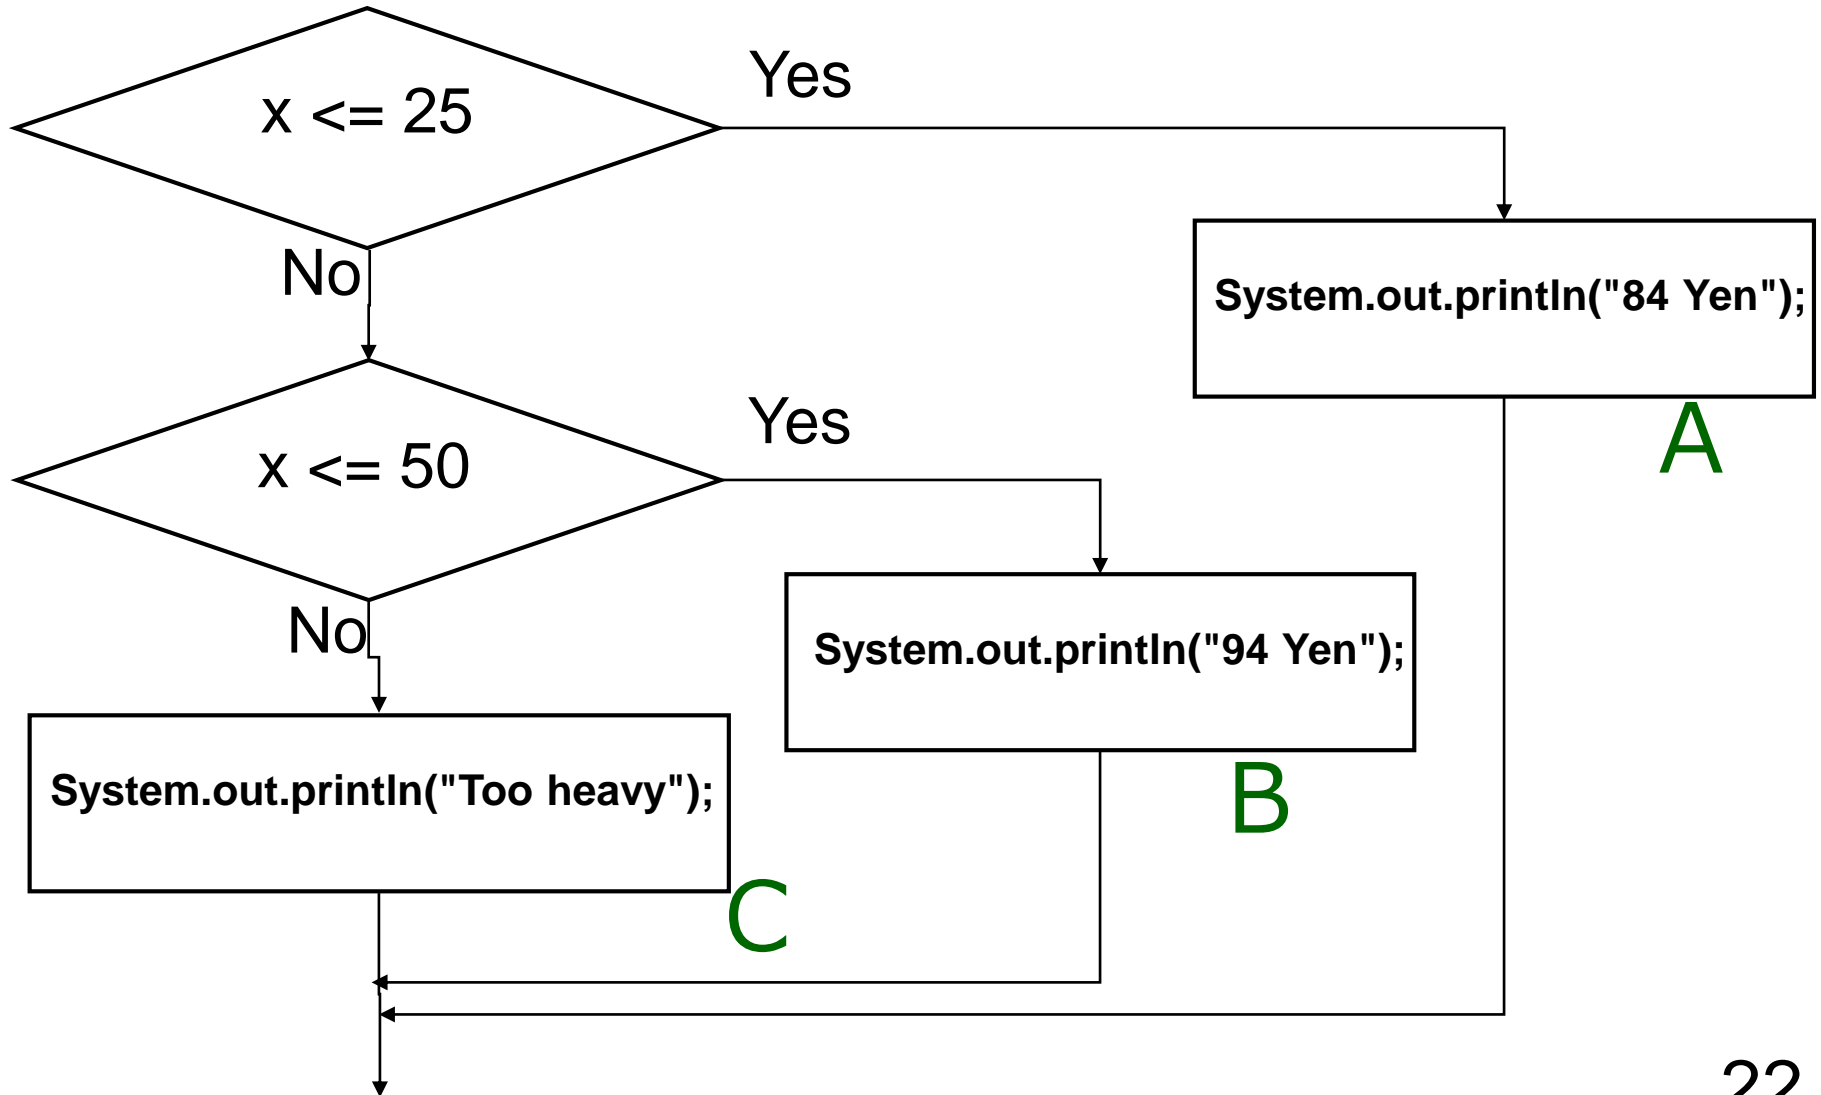 x <= 25
Yes
No
System.out.println("84 Yen");
A
x <= 50
Yes
No
System.out.println("94 Yen");
B
System.out.println("Too heavy");
C
22